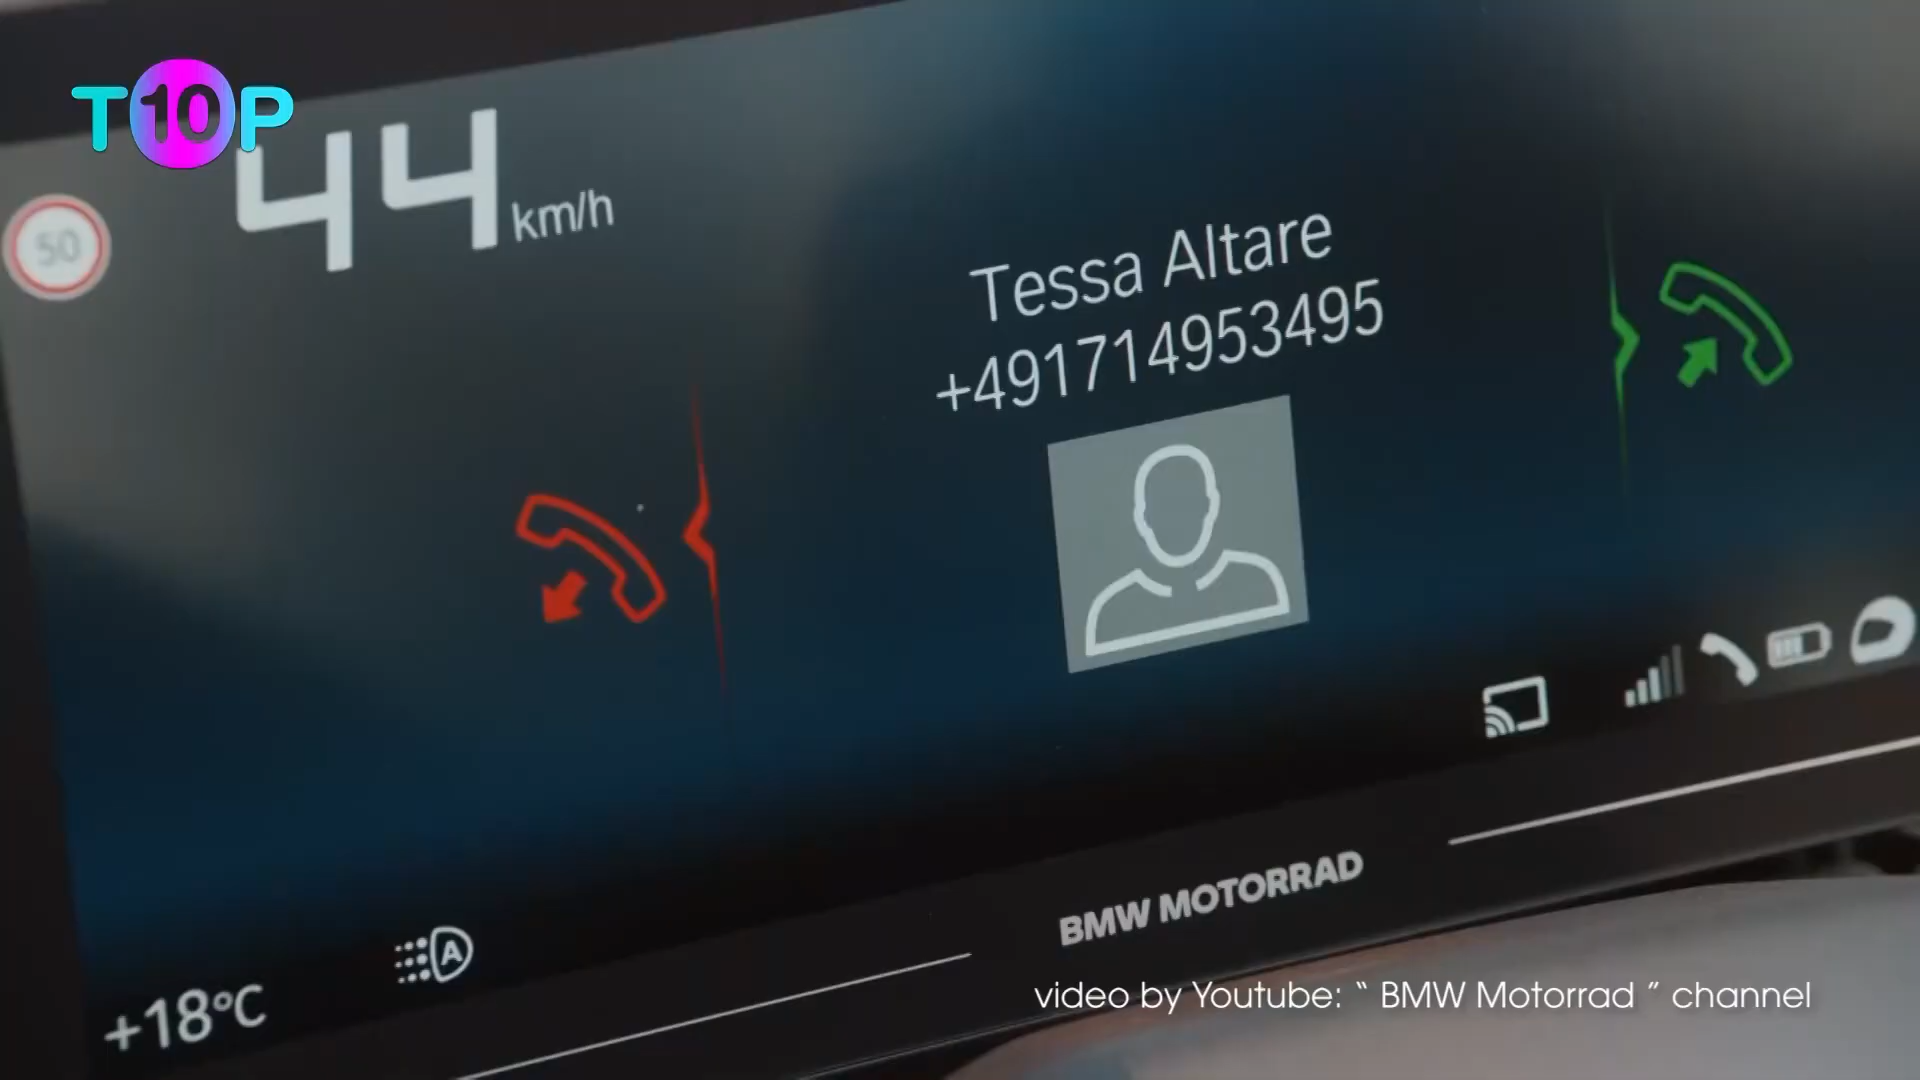 T10P
44 km/h
50
Tessa Altare
+491714953495
+18°C
A
BMW MOTORRAD
video by Youtube: “ BMW Motorrad ” channel